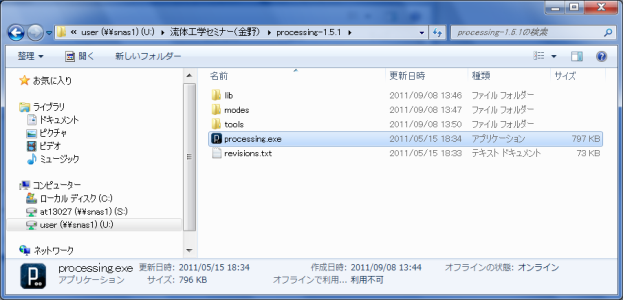 « user (¥¥snas1) (U:) ▸ 流体工学セミナー(金野) ▸ processing-1.5.1 ▸
processing-1.5.1の検索
整理 ▼ 開く 新しいフォルダー
お気に入り
ライブラリ
ドキュメント
ピクチャ
ビデオ
ミュージック
コンピューター
ローカル ディスク (C:)
at13027 (¥¥snas1) (S:)
user (¥¥snas1) (U:)
ネットワーク
名前 更新日時 種類 サイズ
lib 2011/09/08 13:46 ファイル フォルダー
modes 2011/09/08 13:47 ファイル フォルダー
tools 2011/09/08 13:50 ファイル フォルダー
processing.exe 2011/05/15 18:34 アプリケーション 797 KB
revisions.txt 2011/05/15 18:33 テキスト ドキュメント 73 KB
processing.exe 更新日時: 2011/05/15 18:34 作成日時: 2011/09/08 13:44 オフラインの状態: オンライン
アプリケーション サイズ: 796 KB オフラインで利用... 利用不可